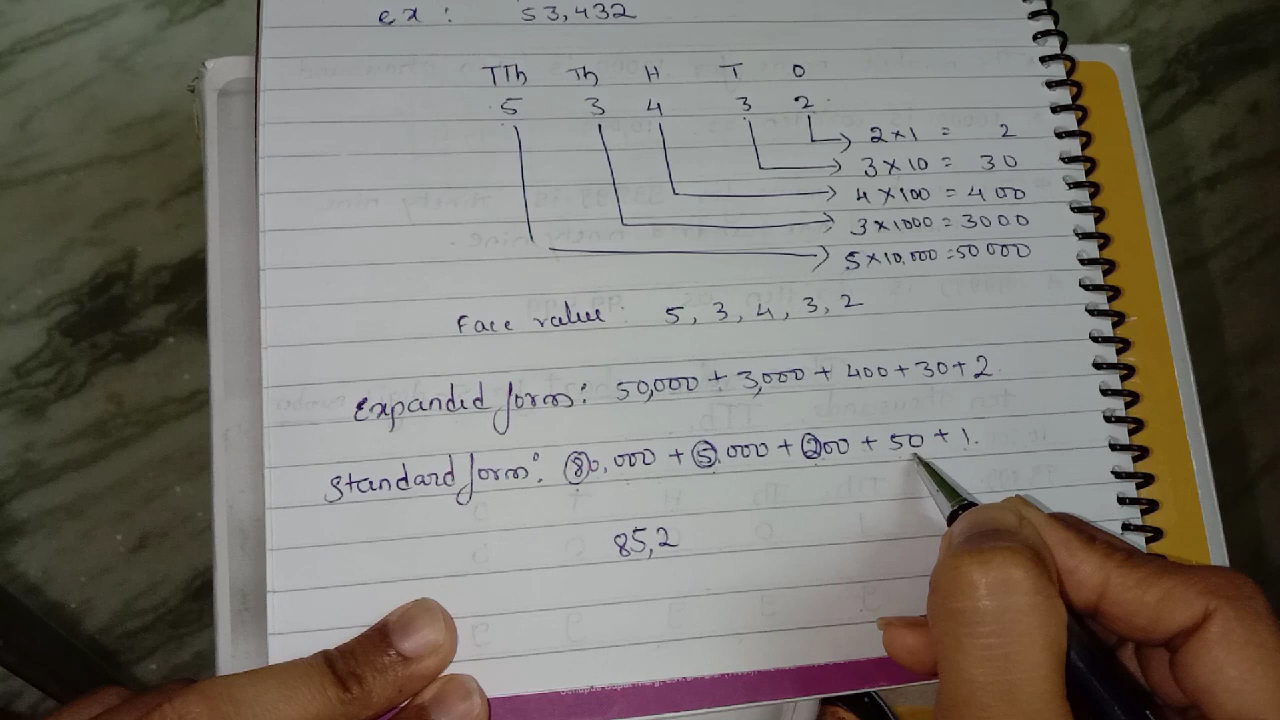 ex : 53,432
TTh Th H T O
5 3 4 3 2
2 × 1 = 2
3 × 10 = 30
4 × 100 = 400
3 × 1000 = 3000
5 × 10,000 = 50 000
Face value : 5, 3, 4, 3, 2
Expanded form : 50,000 + 3,000 + 400 + 30 + 2
Standard form : 80,000 + 5,000 + 200 + 50 + 1.
85,2